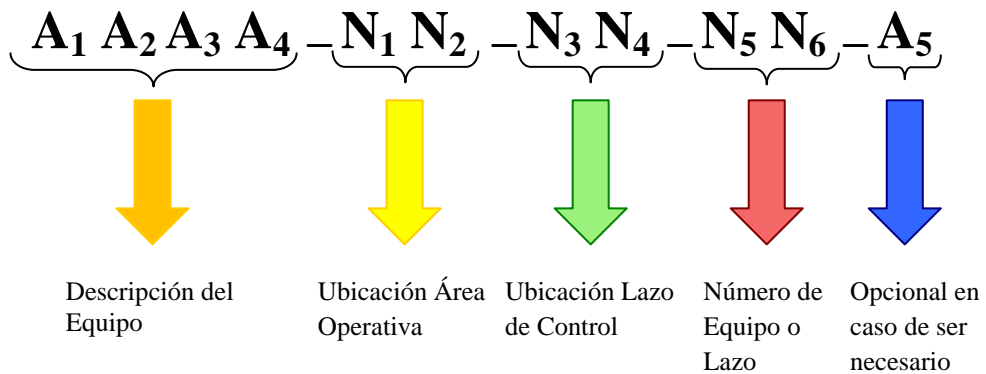 A₁ A₂ A₃ A₄ – N₁ N₂ – N₃ N₄ – N₅ N₆ – A₅
Descripción del
Equipo
Ubicación Área
Operativa
Ubicación Lazo
de Control
Número de
Equipo o
Lazo
Opcional en
caso de ser
necesario